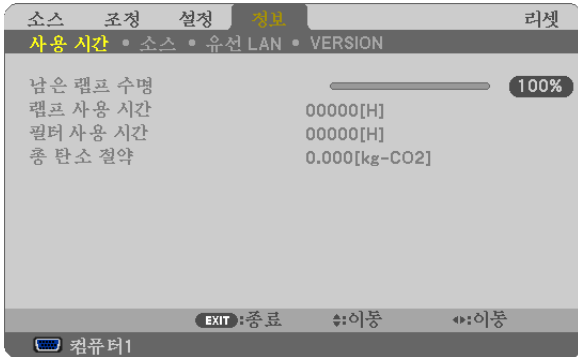 소스 조정 설정 정보 리셋
사용 시간 • 소스 • 유선 LAN • VERSION
남은 램프 수명 100%
램프 사용 시간 00000[H]
필터 사용 시간 00000[H]
총 탄소 절약 0.000[kg-CO2]
EXIT:종료 :이동 :이동
컴퓨터1